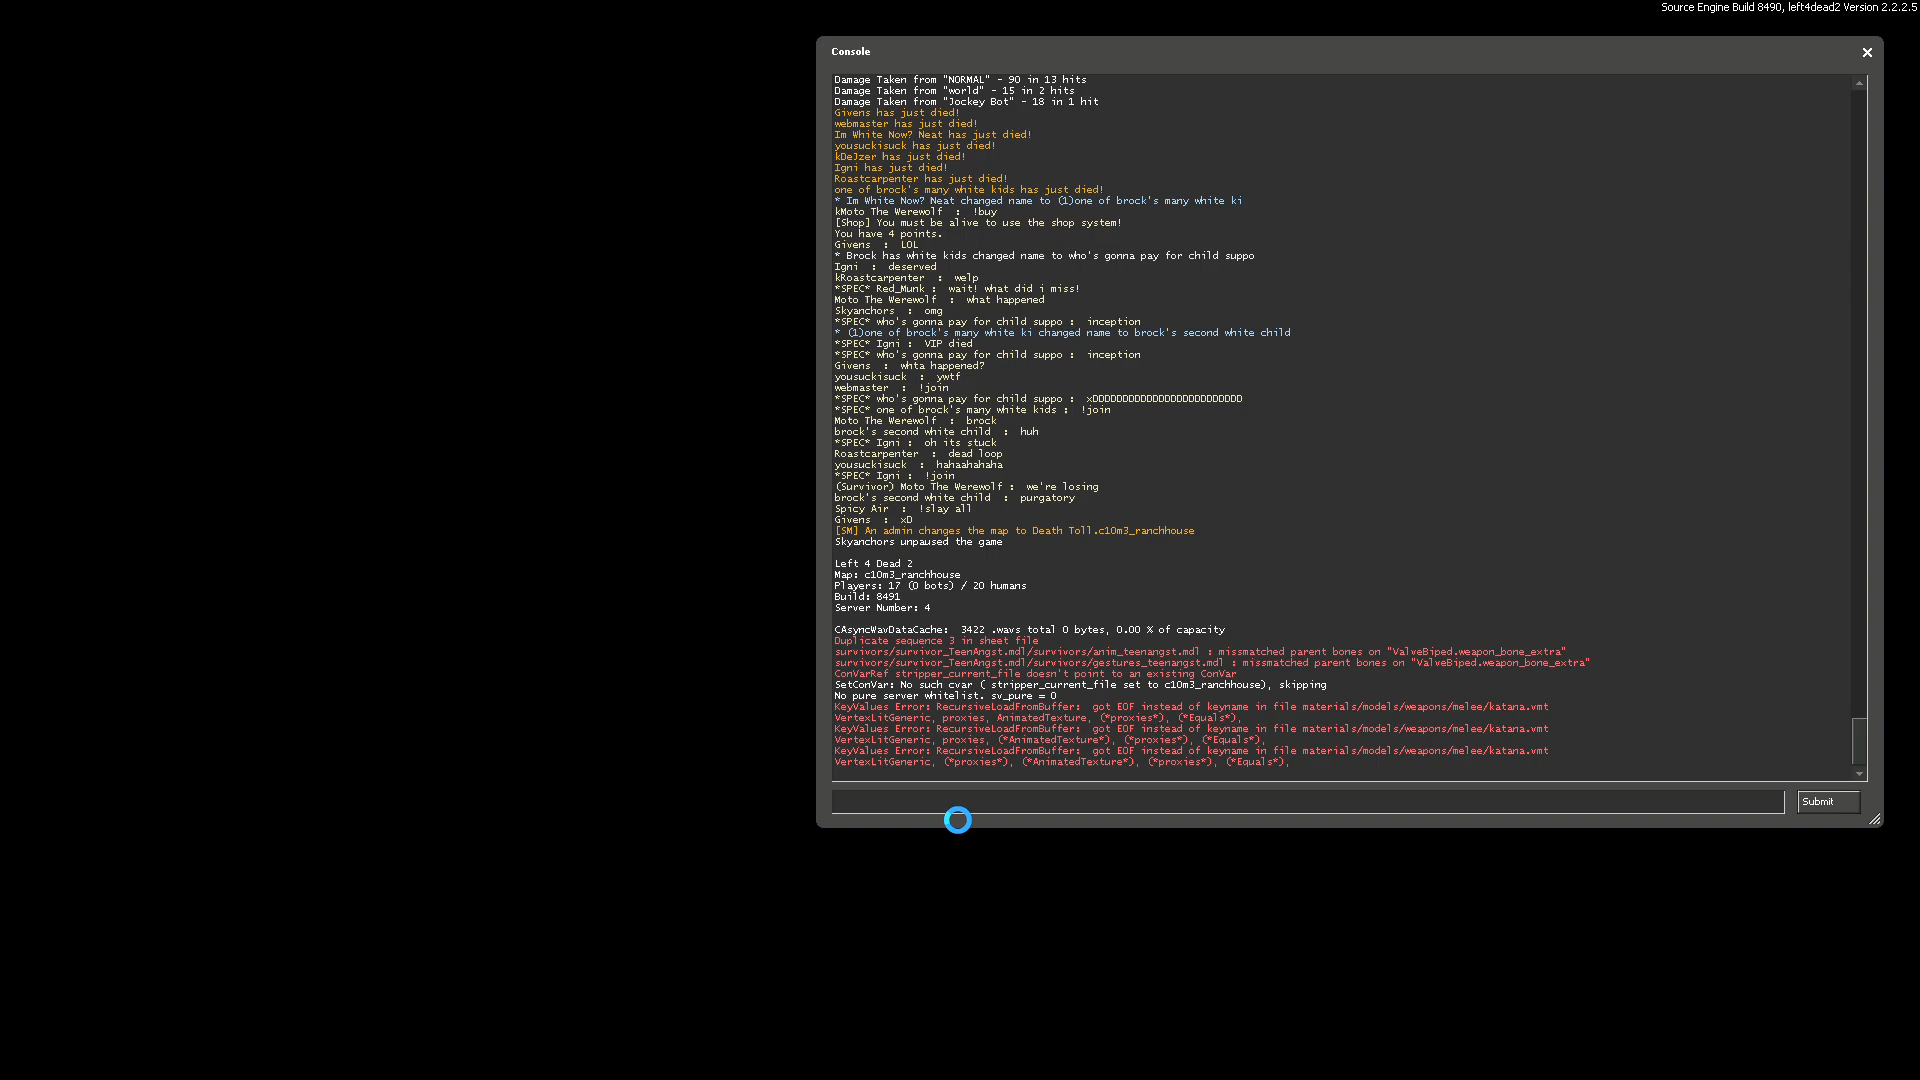 Source Engine Build 8490, left4dead2 Version 2.2.2.5
Console
Damage Taken from "NORMAL" - 90 in 13 hits
Damage Taken from "world" - 15 in 2 hits
Damage Taken from "Jockey Bot" - 18 in 1 hit
Givens has just died!
webmaster has just died!
Im White Now? Neat has just died!
yousuckisuck has just died!
kDeJzer has just died!
Igni has just died!
Roastcarpenter has just died!
one of brock's many white kids has just died!
* Im White Now? Neat changed name to (1)one of brock's many white ki
kMoto The Werewolf  :  !buy
[Shop] You must be alive to use the shop system!
You have 4 points.
Givens  :  LOL
* Brock has white kids changed name to who's gonna pay for child suppo
Igni  :  deserved
kRoastcarpenter  :  welp
*SPEC* Red_Munk :  wait! what did i miss!
Moto The Werewolf  :  what happened
Skyanchors  :  omg
*SPEC* who's gonna pay for child suppo :  inception
* (1)one of brock's many white ki changed name to brock's second white child
*SPEC* Igni :  VIP died
*SPEC* who's gonna pay for child suppo :  inception
Givens  :  whta happened?
yousuckisuck  :  ywtf
webmaster  :  !join
*SPEC* who's gonna pay for child suppo :  xDDDDDDDDDDDDDDDDDDDDDDDDD
*SPEC* one of brock's many white kids :  !join
Moto The Werewolf  :  brock
brock's second white child  :  huh
*SPEC* Igni :  oh its stuck
Roastcarpenter  :  dead loop
yousuckisuck  :  hahaahahaha
*SPEC* Igni :  !join
(Survivor) Moto The Werewolf :  we're losing
brock's second white child  :  purgatory
Spicy Air  :  !slay all
Givens  :  xD
[SM] An admin changes the map to Death Toll.c10m3_ranchhouse
Skyanchors unpaused the game
Left 4 Dead 2
Map: c10m3_ranchhouse
Players: 17 (0 bots) / 20 humans
Build: 8491
Server Number: 4
CAsyncWavDataCache:  3422 .wavs total 0 bytes, 0.00 % of capacity
Duplicate sequence 3 in sheet file
survivors/survivor_TeenAngst.mdl/survivors/anim_teenangst.mdl : missmatched parent bones on "ValveBiped.weapon_bone_extra"
survivors/survivor_TeenAngst.mdl/survivors/gestures_teenangst.mdl : missmatched parent bones on "ValveBiped.weapon_bone_extra"
ConVarRef stripper_current_file doesn't point to an existing ConVar
SetConVar: No such cvar ( stripper_current_file set to c10m3_ranchhouse), skipping
No pure server whitelist. sv_pure = 0
KeyValues Error: RecursiveLoadFromBuffer:  got EOF instead of keyname in file materials/models/weapons/melee/katana.vmt
VertexLitGeneric, proxies, AnimatedTexture, (*proxies*), (*Equals*),
KeyValues Error: RecursiveLoadFromBuffer:  got EOF instead of keyname in file materials/models/weapons/melee/katana.vmt
VertexLitGeneric, proxies, (*AnimatedTexture*), (*proxies*), (*Equals*),
KeyValues Error: RecursiveLoadFromBuffer:  got EOF instead of keyname in file materials/models/weapons/melee/katana.vmt
VertexLitGeneric, (*proxies*), (*AnimatedTexture*), (*proxies*), (*Equals*),
Submit